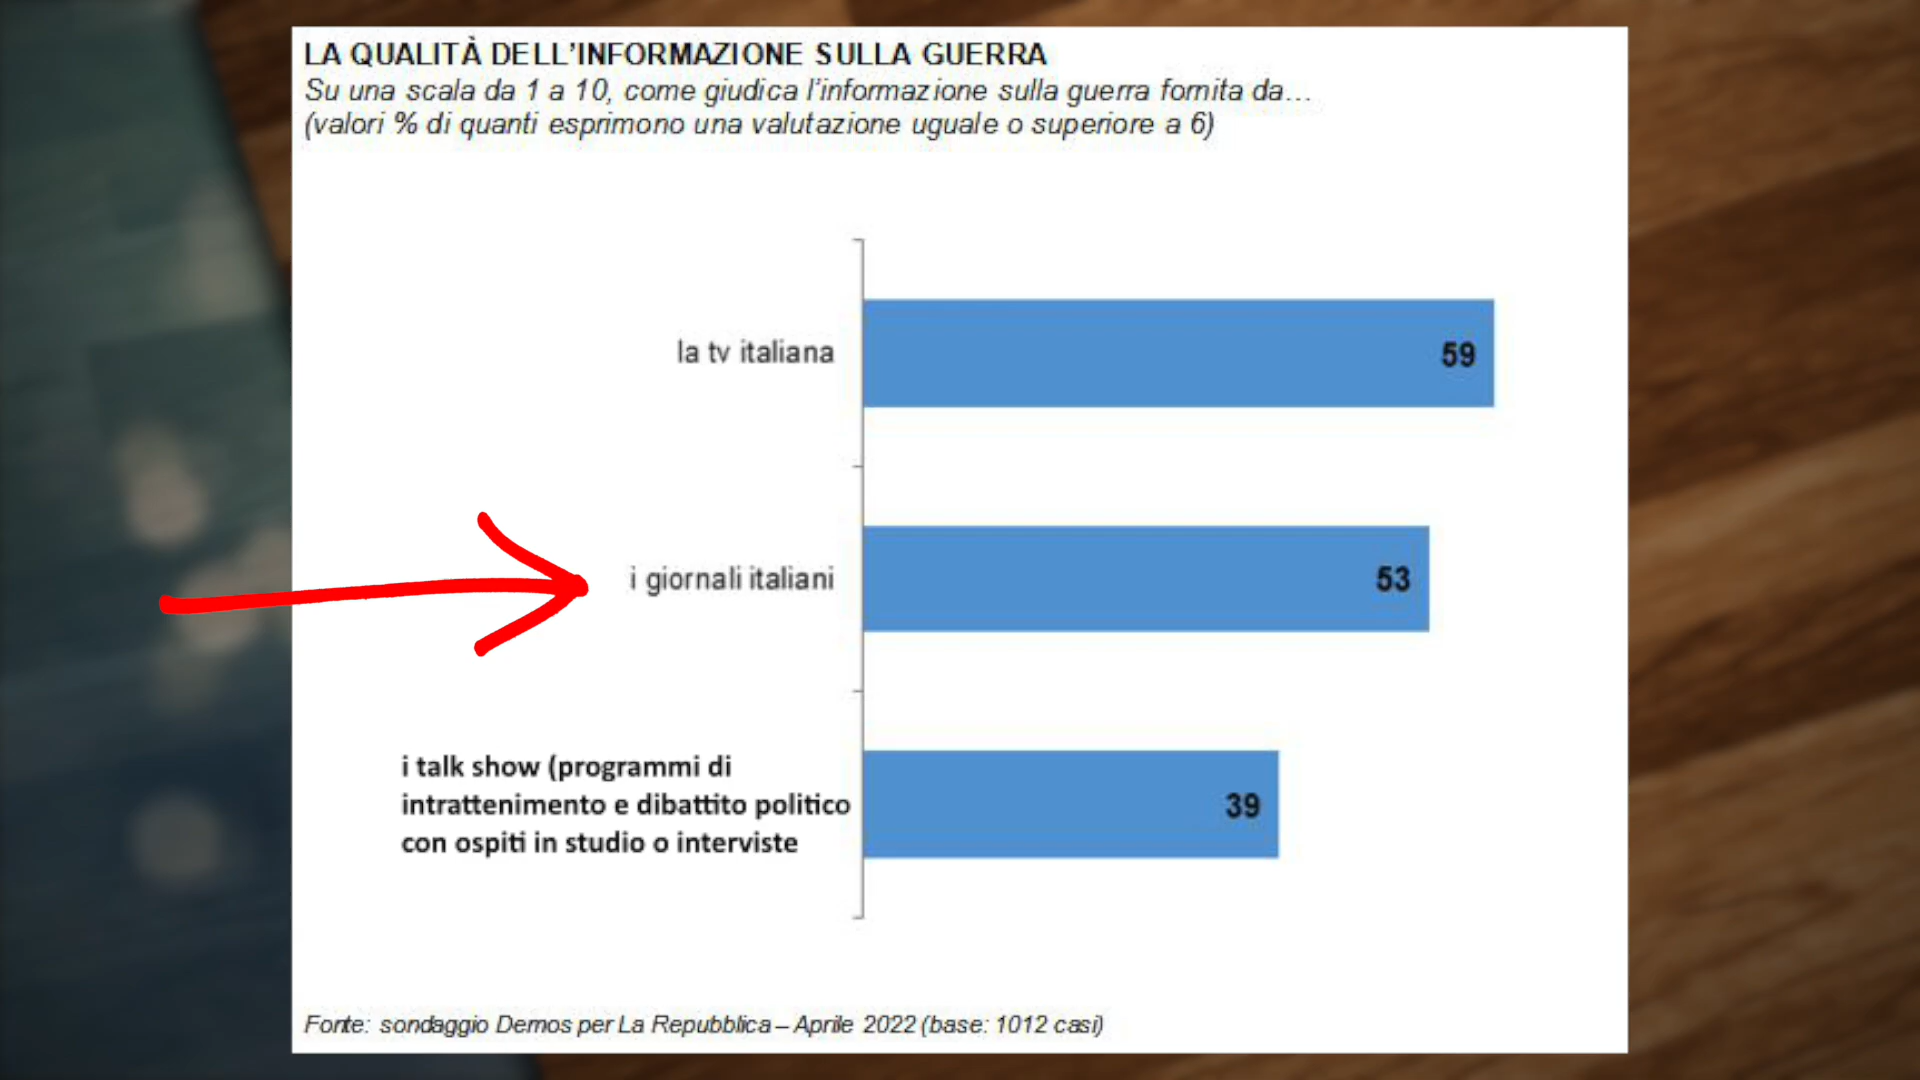 LA QUALITÀ DELL'INFORMAZIONE SULLA GUERRA
Su una scala da 1 a 10, come giudica l'informazione sulla guerra fornita da...
(valori % di quanti esprimono una valutazione uguale o superiore a 6)
la tv italiana
59
i giornali italiani
53
i talk show (programmi di
intrattenimento e dibattito politico
con ospiti in studio o interviste
39
Fonte: sondaggio Demos per La Repubblica – Aprile 2022 (base: 1012 casi)